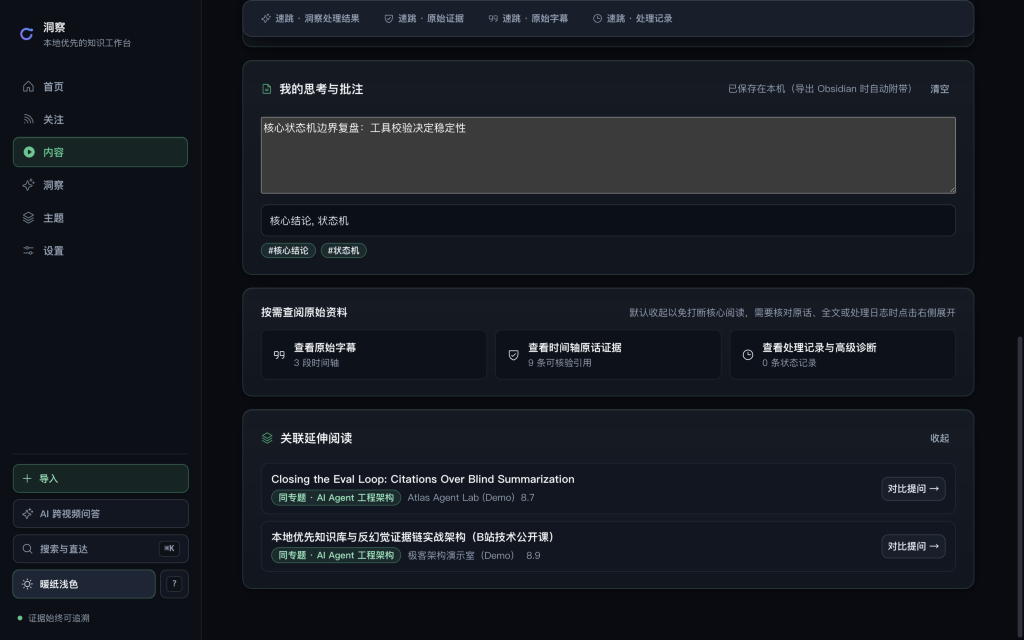 洞察
本地优先的知识工作台
首页
关注
内容
洞察
主题
设置
导入
AI 跨视频问答
搜索与直达
⌘K
暖纸浅色
?
证据始终可追溯
速跳 · 洞察处理结果
速跳 · 原始证据
速跳 · 原始字幕
速跳 · 处理记录
我的思考与批注
已保存在本机（导出 Obsidian 时自动附带）
清空
核心状态机边界复盘：工具校验决定稳定性
核心结论, 状态机
#核心结论
#状态机
按需查阅原始资料
默认收起以免打断核心阅读，需要核对原话、全文或处理日志时点击右侧展开
查看原始字幕
3 段时间轴
查看时间轴原话证据
9 条可核验引用
查看处理记录与高级诊断
0 条状态记录
关联延伸阅读
收起
Closing the Eval Loop: Citations Over Blind Summarization
同专题 · AI Agent 工程架构
Atlas Agent Lab (Demo)
8.7
对比提问 →
本地优先知识库与反幻觉证据链实战架构（B站技术公开课）
同专题 · AI Agent 工程架构
极客架构演示室（Demo）
8.9
对比提问 →